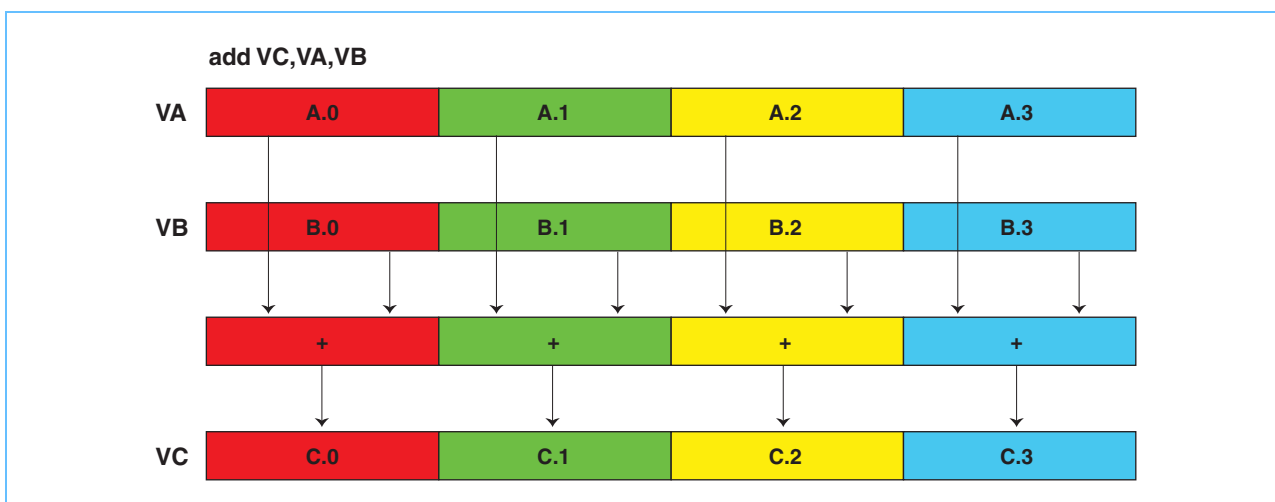 add VC,VA,VB
VA A.0 A.1 A.2 A.3
VB B.0 B.1 B.2 B.3
+ + + +
VC C.0 C.1 C.2 C.3